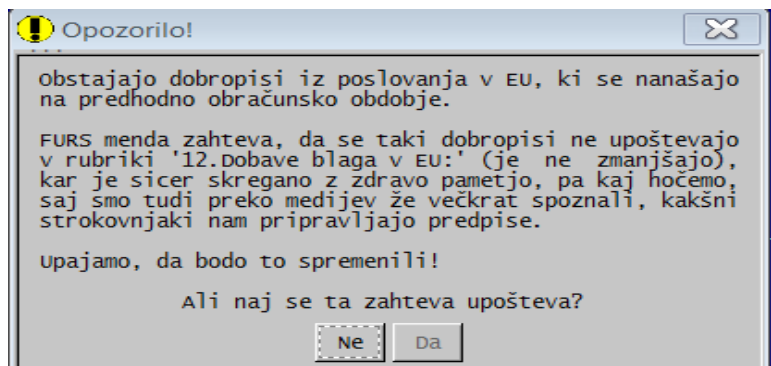 Opozorilo!
Obstajajo dobropisi iz poslovanja v EU, ki se nanašajo
na predhodno obračunsko obdobje.
FURS menda zahteva, da se taki dobropisi ne upoštevajo
v rubriki '12.Dobave blaga v EU:' (je ne zmanjšajo),
kar je sicer skregano z zdravo pametjo, pa kaj hočemo,
saj smo tudi preko medijev že večkrat spoznali, kakšni
strokovnjaki nam pripravljajo predpise.
Upajamo, da bodo to spremenili!
Ali naj se ta zahteva upošteva?
Ne Da